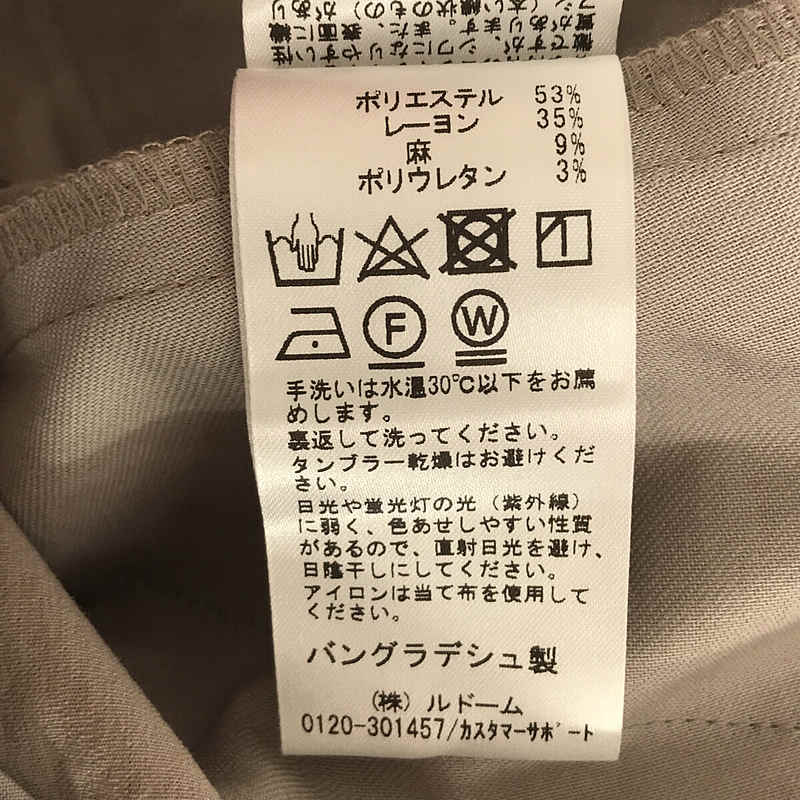 ポリエステル 53%
レーヨン 35%
麻 9%
ポリウレタン 3%
F
W
手洗いは水温30℃以下をお薦
めします。
裏返して洗ってください。
タンブラー乾燥はお避けくだ
さい。
日光や蛍光灯の光（紫外線）
に弱く、色あせしやすい性質
があるので、直射日光を避け、
日陰干しにしてください。
アイロンは当て布を使用して
ください。
バングラデシュ製
（株）ルドーム
0120-301457/カスタマーサポート